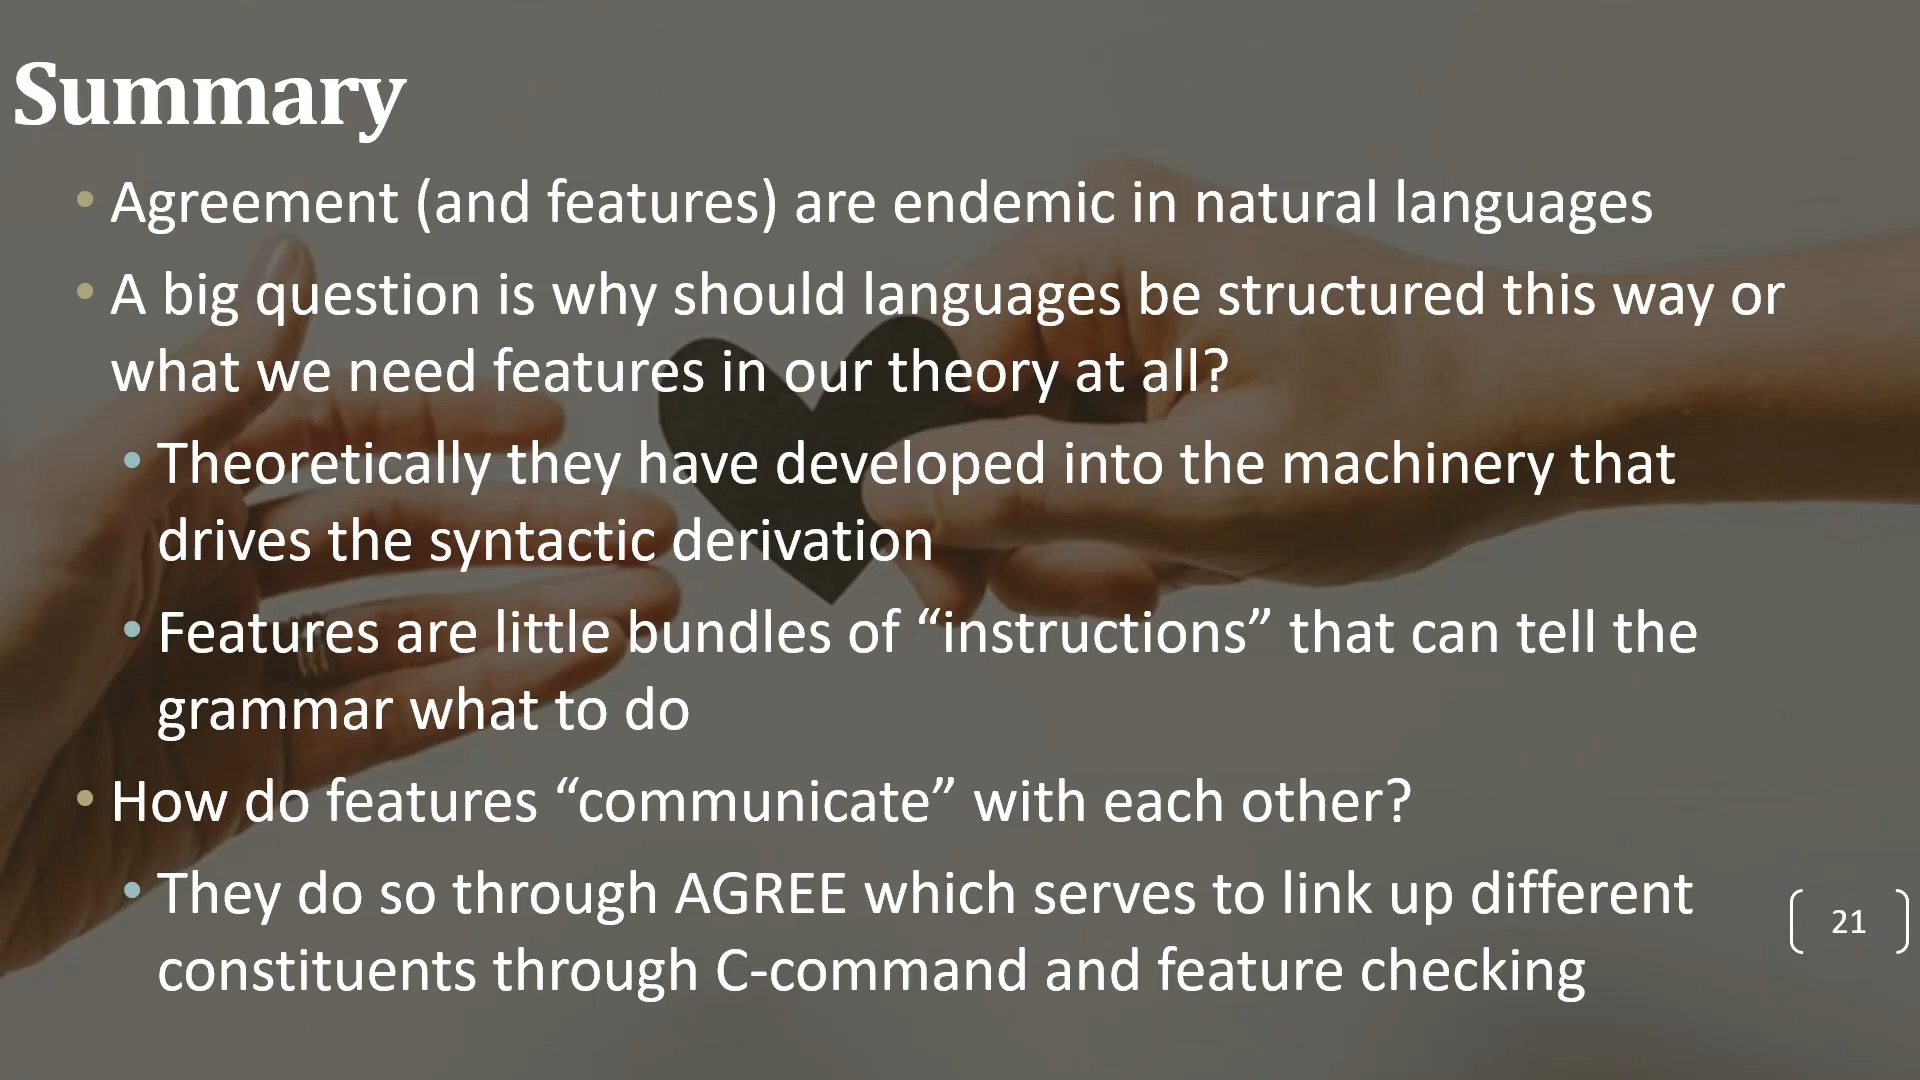 Summary
• Agreement (and features) are endemic in natural languages
• A big question is why should languages be structured this way or
what we need features in our theory at all?
• Theoretically they have developed into the machinery that
drives the syntactic derivation
• Features are little bundles of “instructions” that can tell the
grammar what to do
• How do features “communicate” with each other?
• They do so through AGREE which serves to link up different
constituents through C-command and feature checking
21